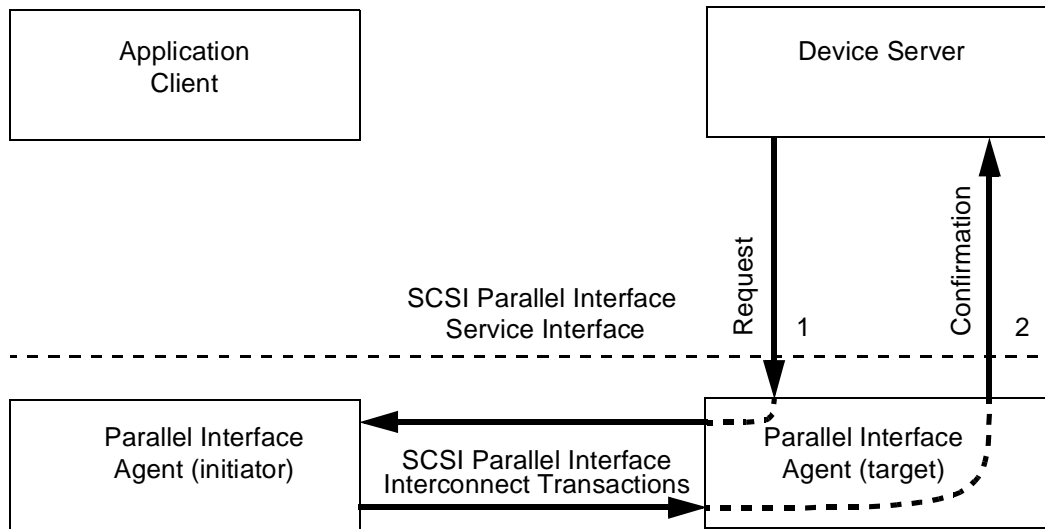 Application
Client
Device Server
Request
1
Confirmation
2
SCSI Parallel Interface
Service Interface
Parallel Interface
Agent (initiator)
SCSI Parallel Interface
Interconnect Transactions
Parallel Interface
Agent (target)